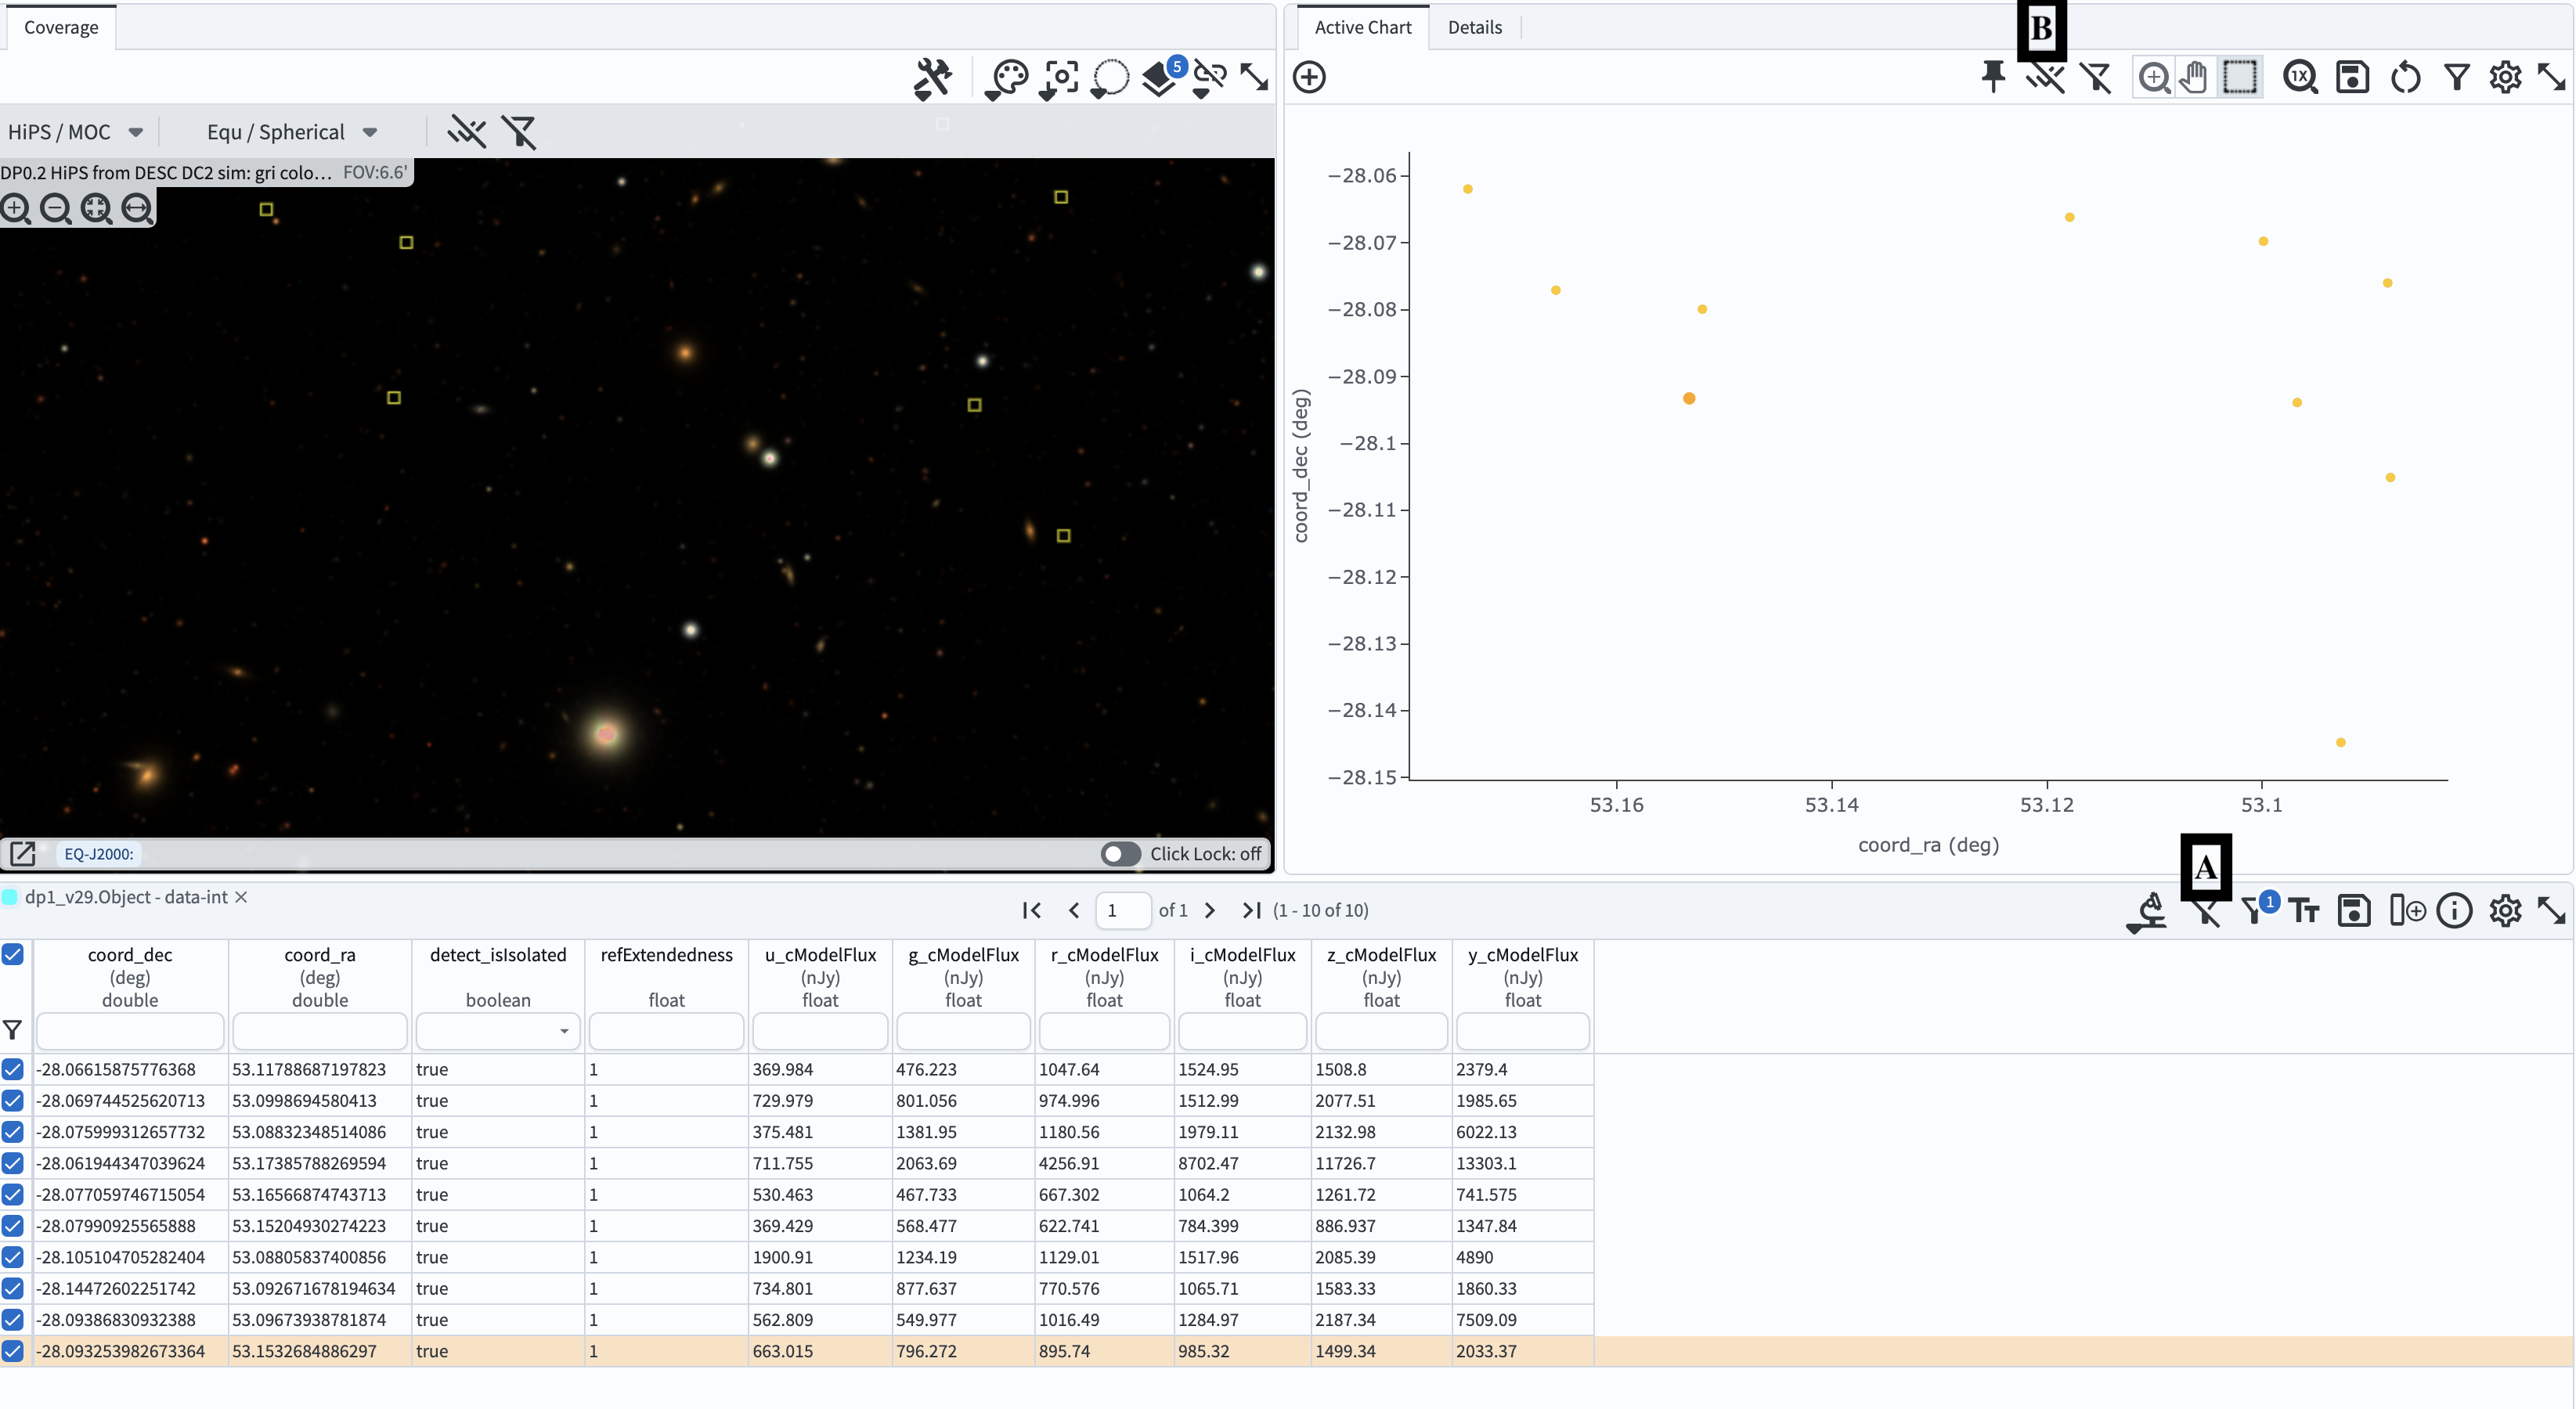 Coverage
Active Chart Details
B
5
1X
HiPS / MOC Equ / Spherical
DP0.2 HiPS from DESC DC2 sim: gri colo... FOV:6.6'
EQ-J2000: Click Lock: off
−28.06
−28.07
−28.08
−28.09
−28.1
−28.11
−28.12
−28.13
−28.14
−28.15
coord_dec (deg)
53.16 53.14 53.12 53.1
coord_ra (deg)
A
dp1_v29.Object - data-int 1 of 1 (1 - 10 of 10) 1
coord_dec coord_ra detect_isIsolated refExtendedness u_cModelFlux g_cModelFlux r_cModelFlux i_cModelFlux z_cModelFlux y_cModelFlux
(deg) (deg) (nJy) (nJy) (nJy) (nJy) (nJy) (nJy)
double double boolean float float float float float float float
-28.06615875776368 53.11788687197823 true 1 369.984 476.223 1047.64 1524.95 1508.8 2379.4
-28.069744525620713 53.0998694580413 true 1 729.979 801.056 974.996 1512.99 2077.51 1985.65
-28.075999312657732 53.08832348514086 true 1 375.481 1381.95 1180.56 1979.11 2132.98 6022.13
-28.061944347039624 53.17385788269594 true 1 711.755 2063.69 4256.91 8702.47 11726.7 13303.1
-28.077059746715054 53.16566874743713 true 1 530.463 467.733 667.302 1064.2 1261.72 741.575
-28.07990925565888 53.15204930274223 true 1 369.429 568.477 622.741 784.399 886.937 1347.84
-28.105104705282404 53.08805837400856 true 1 1900.91 1234.19 1129.01 1517.96 2085.39 4890
-28.14472602251742 53.092671678194634 true 1 734.801 877.637 770.576 1065.71 1583.33 1860.33
-28.09386830932388 53.09673938781874 true 1 562.809 549.977 1016.49 1284.97 2187.34 7509.09
-28.093253982673364 53.1532684886297 true 1 663.015 796.272 895.74 985.32 1499.34 2033.37